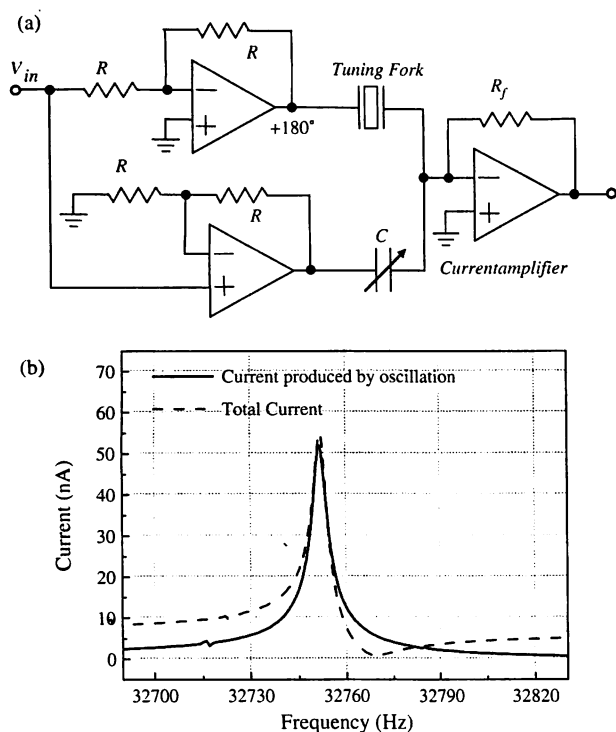 (a)
R
V_in
R
Tuning Fork
R_f
−
+
+180°
−
+
R
R
C
−
+
Currentamplifier
(b)
70
Current produced by oscillation
60
Total Current
50
40
30
20
10
0
Current (nA)
32700 32730 32760 32790 32820
Frequency (Hz)